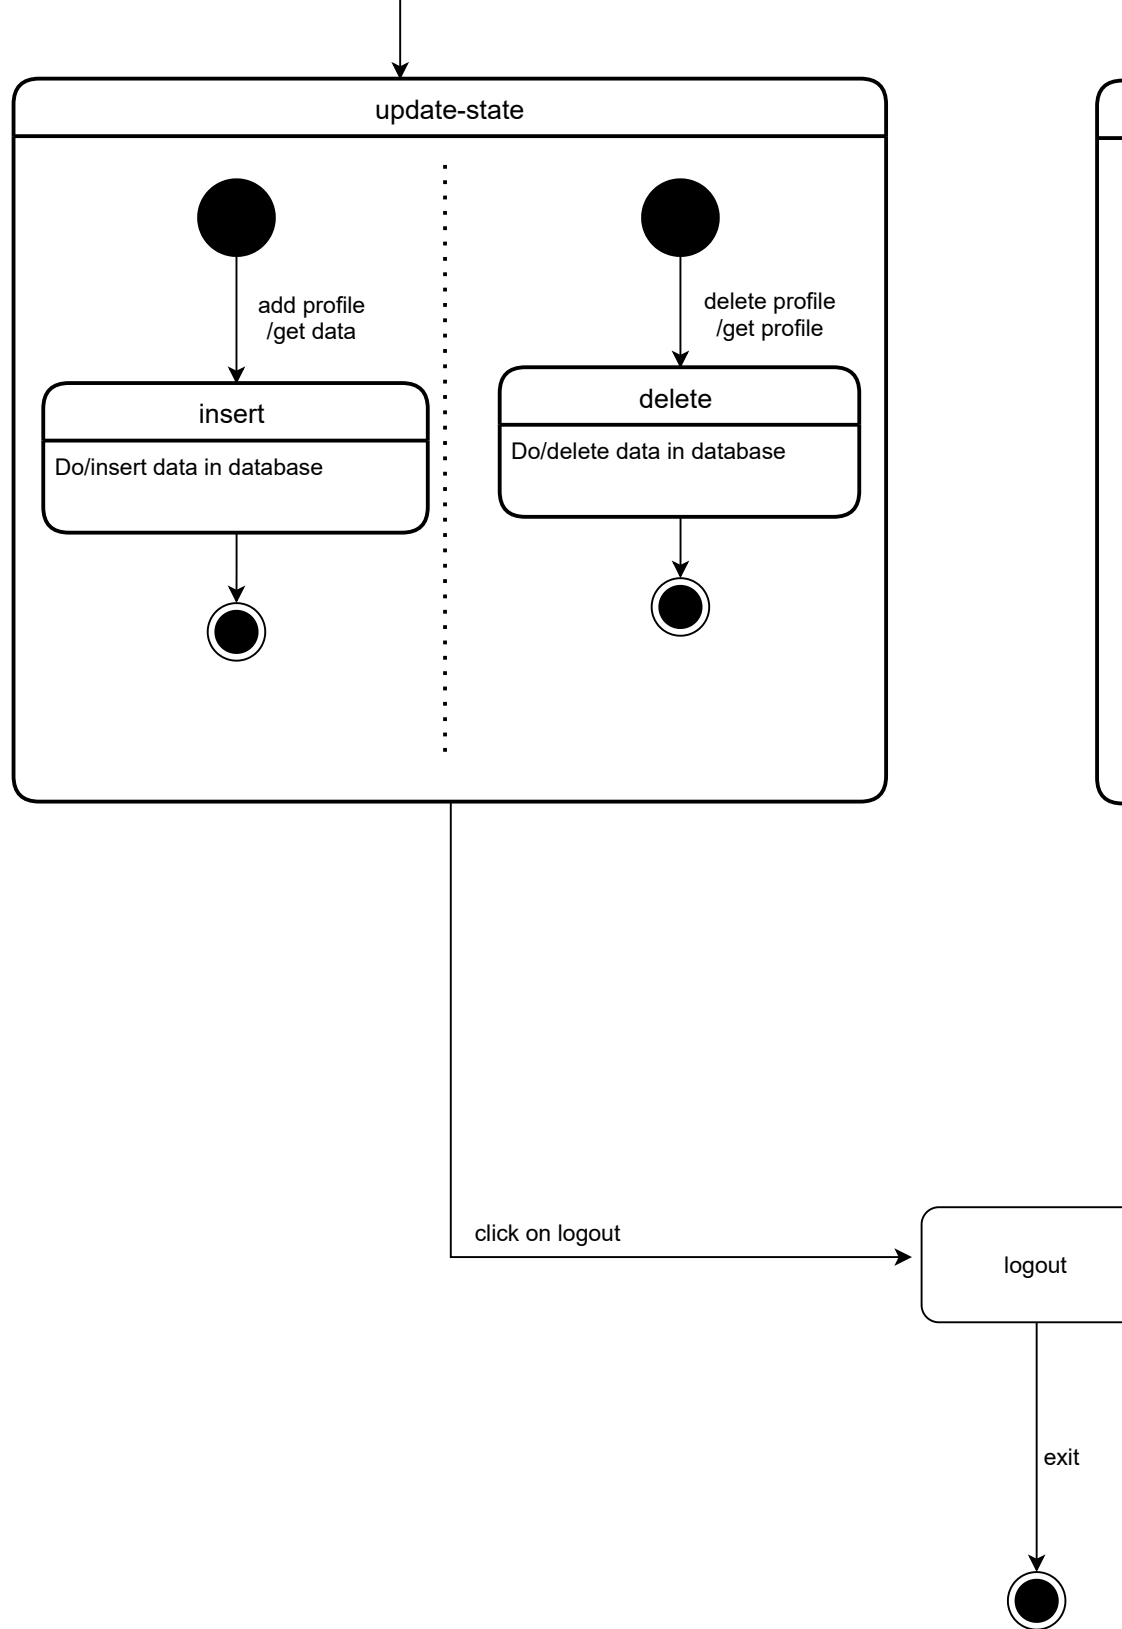 update-state
add profile
/get data
insert
Do/insert data in database
delete profile
/get profile
delete
Do/delete data in database
click on logout
logout
exit